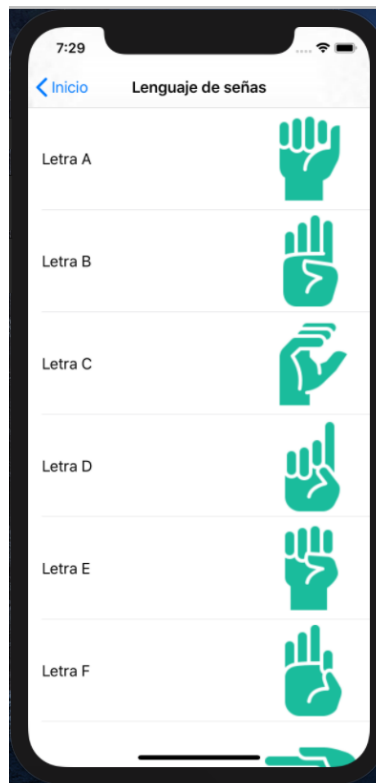 7:29
Inicio
Lenguaje de señas
Letra A
Letra B
Letra C
Letra D
Letra E
Letra F